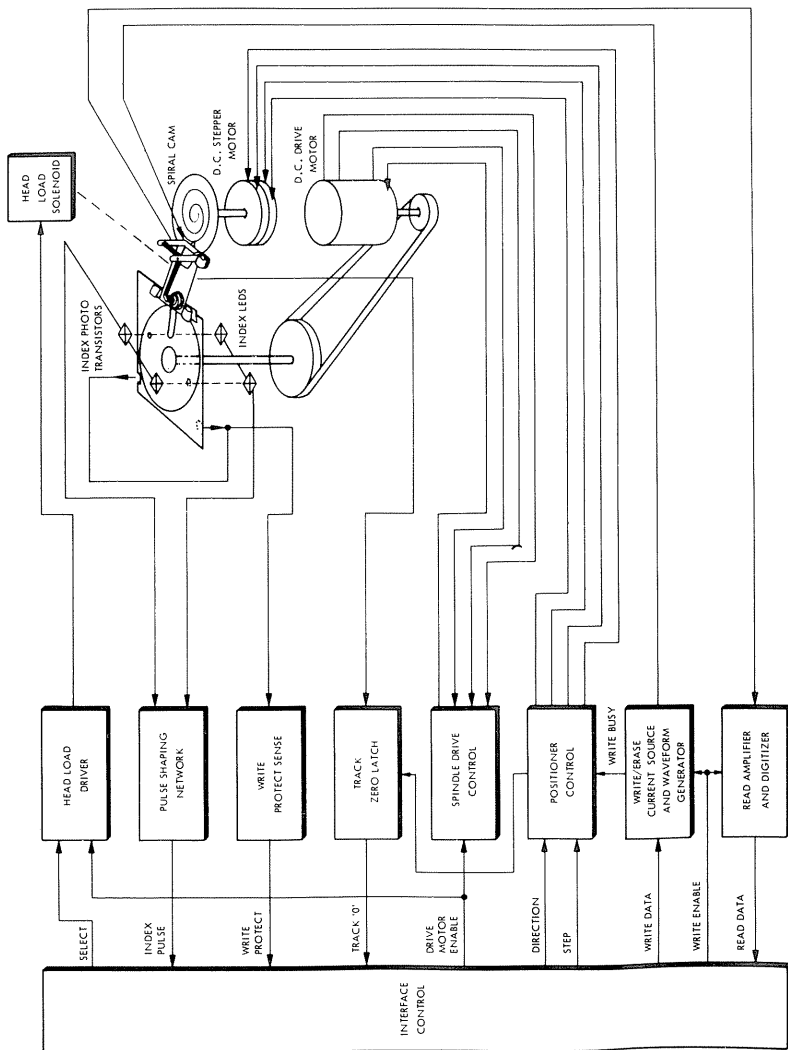 HEAD
LOAD
SOLENOID
INDEX PHOTO
TRANSISTORS
SPIRAL CAM
D.C. STEPPER
MOTOR
INDEX LEDS
D.C. DRIVE
MOTOR
HEAD LOAD
DRIVER
PULSE SHAPING
NETWORK
WRITE
PROTECT SENSE
TRACK
ZERO LATCH
SPINDLE DRIVE
CONTROL
POSITIONER
CONTROL
WRITE BUSY
WRITE/ERASE
CURRENT SOURCE
AND WAVEFORM
GENERATOR
READ AMPLIFIER
AND DIGITIZER
SELECT
INDEX
PULSE
WRITE
PROTECT
TRACK '0'
DRIVE
MOTOR
ENABLE
DIRECTION
STEP
WRITE DATA
WRITE ENABLE
READ DATA
INTERFACE
CONTROL